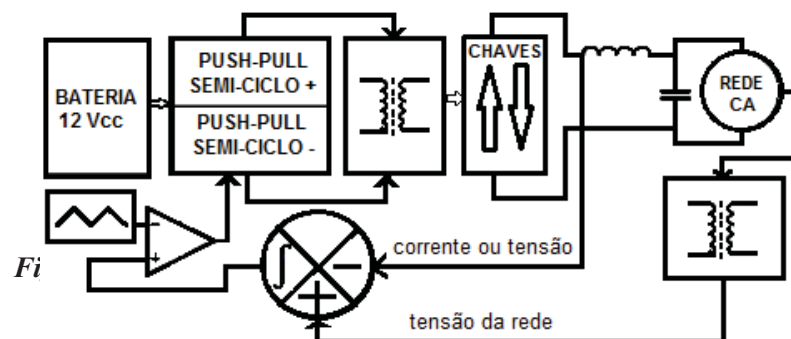 BATERIA
12 Vcc
PUSH-PULL
SEMI-CICLO +
PUSH-PULL
SEMI-CICLO -
CHAVES
REDE
CA
corrente ou tensão
tensão da rede